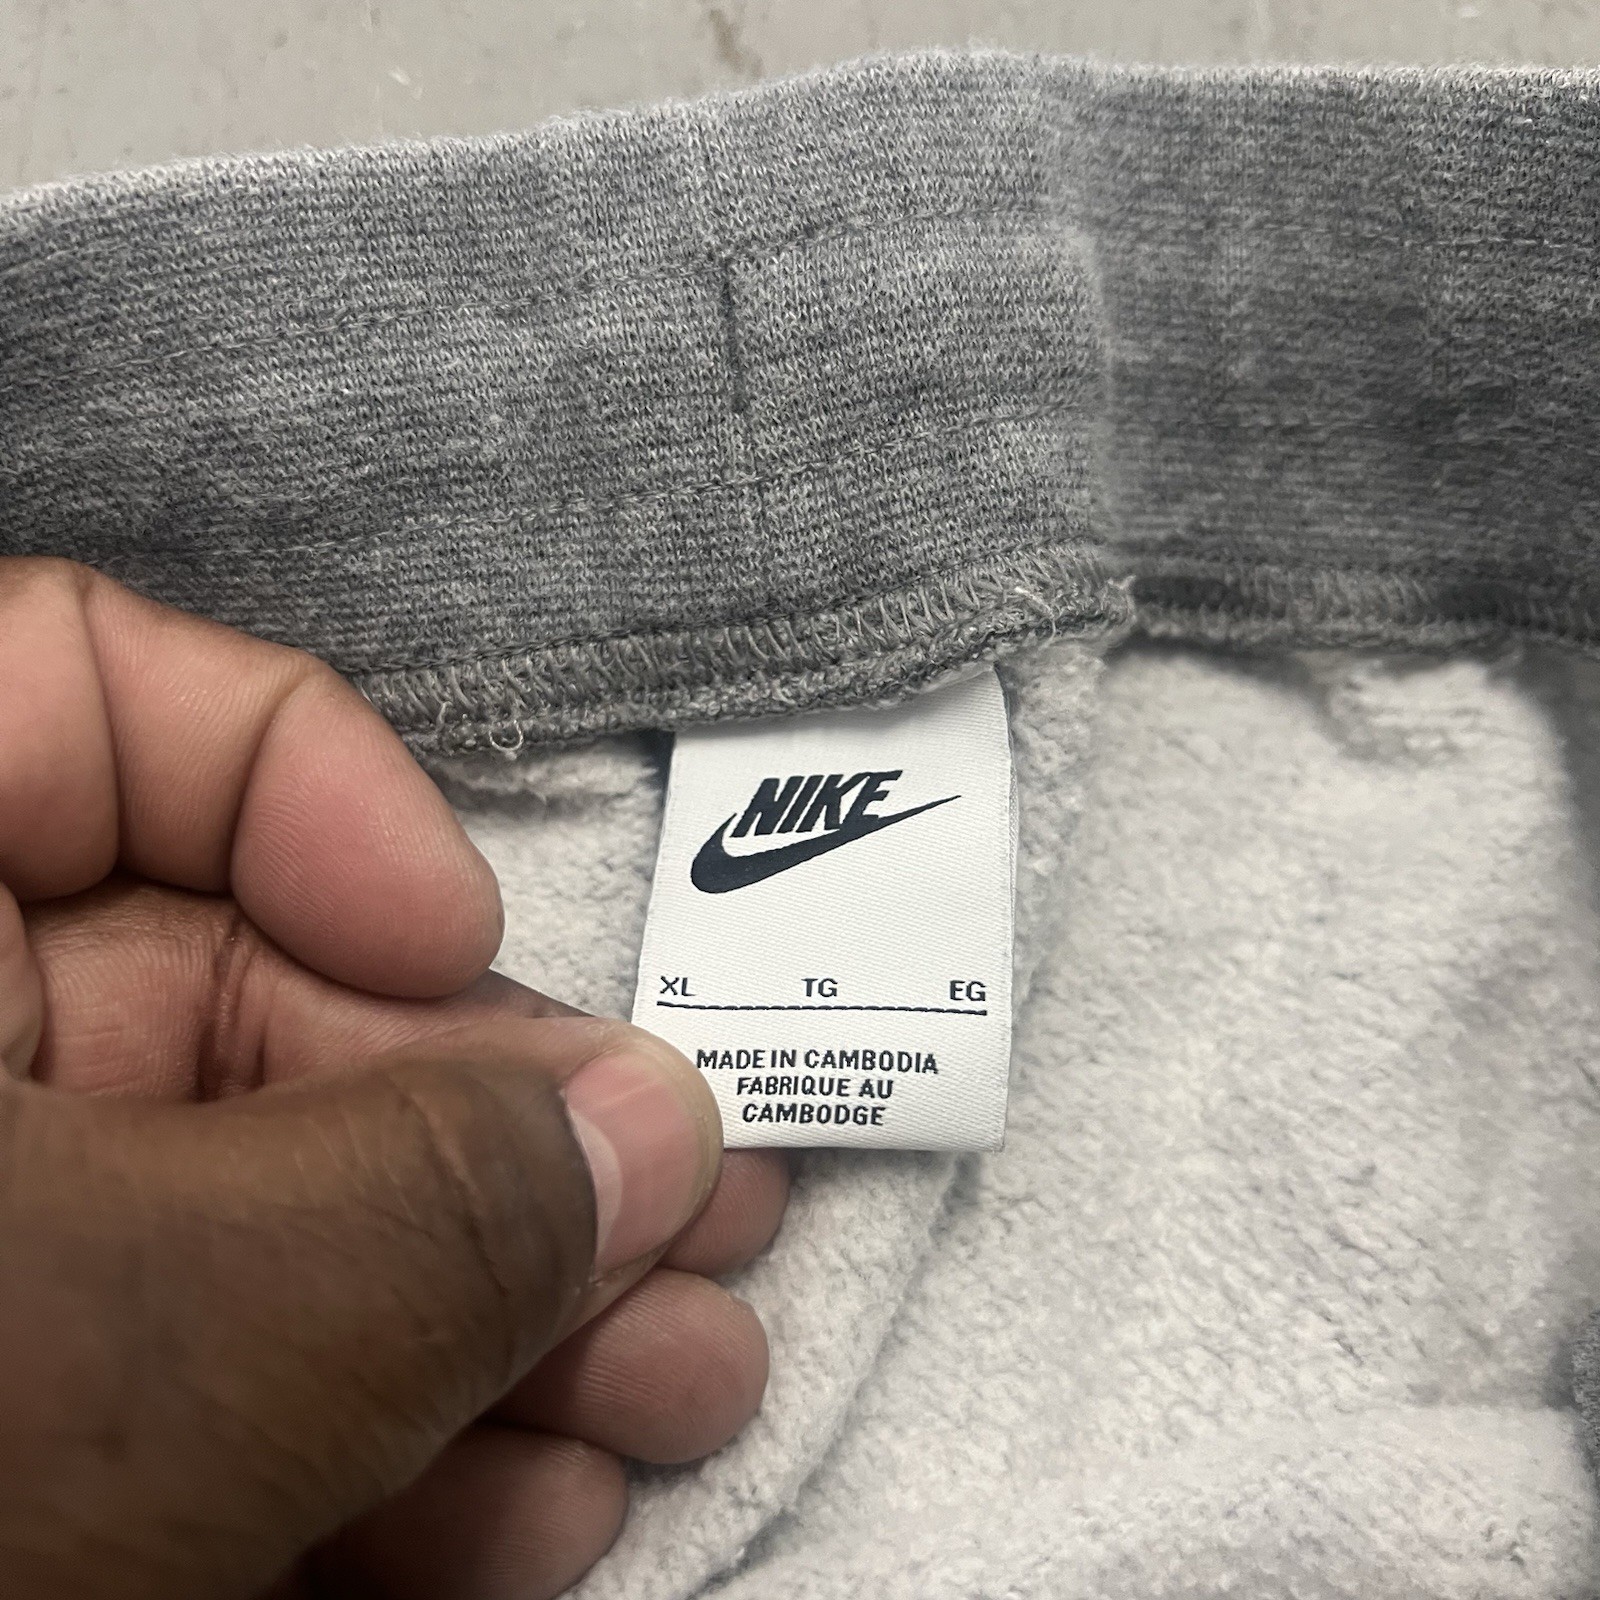 NIKE
XL TG EG
MADE IN CAMBODIA
FABRIQUE AU
CAMBODGE